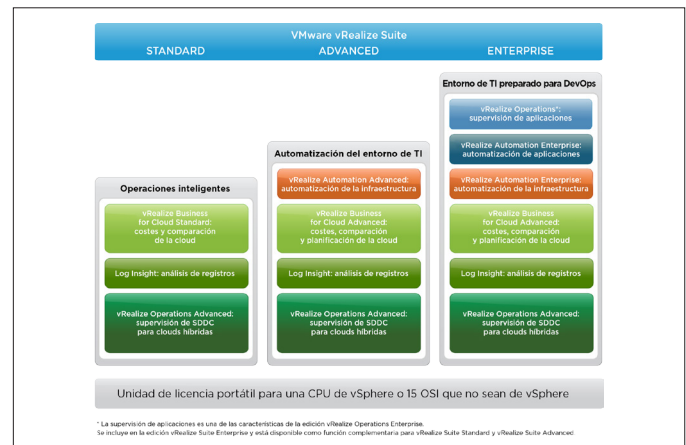 VMware vRealize Suite
STANDARD
ADVANCED
ENTERPRISE
Operaciones inteligentes
vRealize Business
for Cloud Standard:
costes y comparación
de la cloud
Log Insight: análisis de registros
vRealize Operations Advanced:
supervisión de SDDC
para clouds híbridas
Automatización del entorno de TI
vRealize Automation Advanced:
automatización de la infraestructura
vRealize Business
for Cloud Advanced:
costes, comparación
y planificación de la cloud
Log Insight: análisis de registros
vRealize Operations Advanced:
supervisión de SDDC
para clouds híbridas
Entorno de TI preparado para DevOps
vRealize Operations*:
supervisión de aplicaciones
vRealize Automation Enterprise:
automatización de aplicaciones
vRealize Automation Enterprise:
automatización de la infraestructura
vRealize Business
for Cloud Advanced:
costes, comparación
y planificación de la cloud
Log Insight: análisis de registros
vRealize Operations Advanced:
supervisión de SDDC
para clouds híbridas
Unidad de licencia portátil para una CPU de vSphere o 15 OSI que no sean de vSphere
* La supervisión de aplicaciones es una de las características de la edición vRealize Operations Enterprise.
Se incluye en la edición vRealize Suite Enterprise y está disponible como función complementaria para vRealize Suite Standard y vRealize Suite Advanced